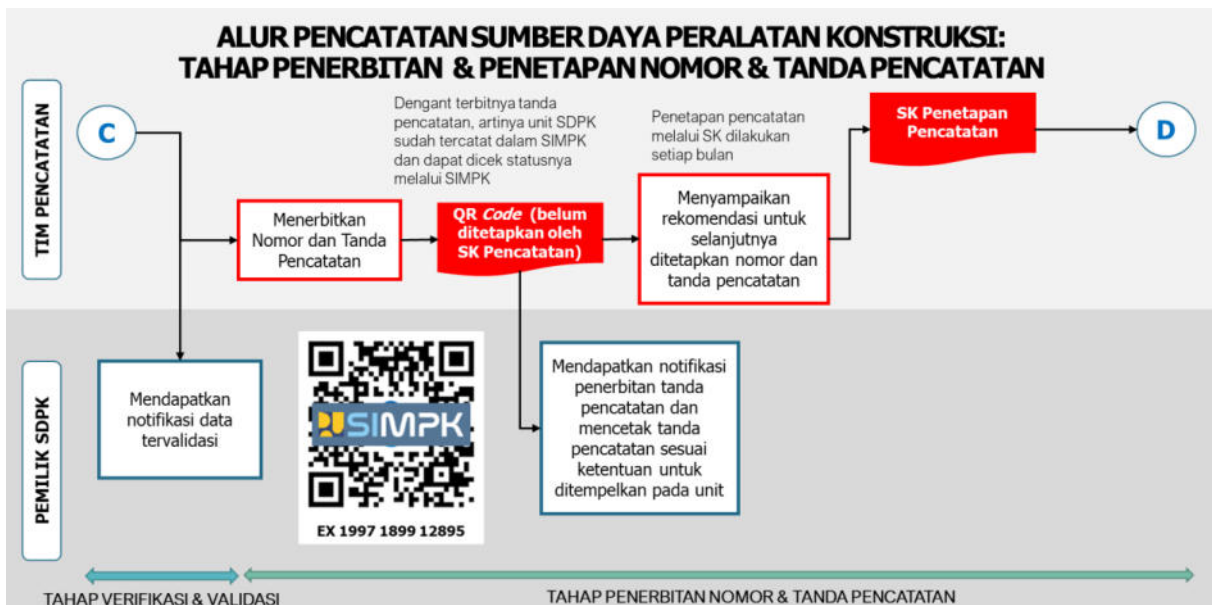 ALUR PENCATATAN SUMBER DAYA PERALATAN KONSTRUKSI:
TAHAP PENERBITAN & PENETAPAN NOMOR & TANDA PENCATATAN
TIM PENCATATAN
C
Dengant terbitnya tanda
pencatatan, artinya unit SDPK
sudah tercatat dalam SIMPK
dan dapat dicek statusnya
melalui SIMPK
Penetapan pencatatan
melalui SK dilakukan
setiap bulan
SK Penetapan
Pencatatan
D
Menerbitkan
Nomor dan Tanda
Pencatatan
QR Code (belum
ditetapkan oleh
SK Pencatatan)
Menyampaikan
rekomendasi untuk
selanjutnya
ditetapkan nomor dan
tanda pencatatan
PEMILIK SDPK
Mendapatkan
notifikasi data
tervalidasi
SIMPK
EX 1997 1899 12895
Mendapatkan notifikasi
penerbitan tanda
pencatatan dan
mencetak tanda
pencatatan sesuai
ketentuan untuk
ditempelkan pada unit
TAHAP VERIFIKASI & VALIDASI
TAHAP PENERBITAN NOMOR & TANDA PENCATATAN